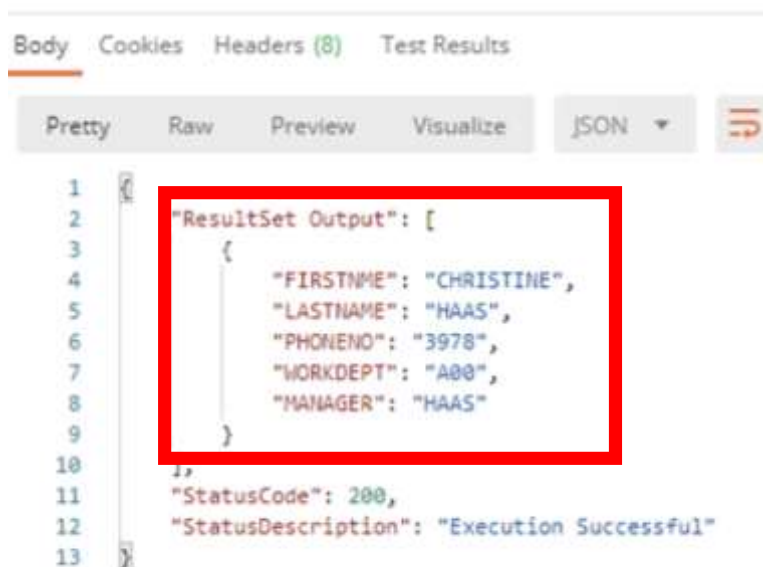 Body Cookies Headers (8) Test Results
Pretty Raw Preview Visualize JSON
1 {
2 "ResultSet Output": [
3 {
4 "FIRSTNME": "CHRISTINE",
5 "LASTNAME": "HAAS",
6 "PHONENO": "3978",
7 "WORKDEPT": "A00",
8 "MANAGER": "HAAS"
9 }
10 ],
11 "StatusCode": 200,
12 "StatusDescription": "Execution Successful"
13 }